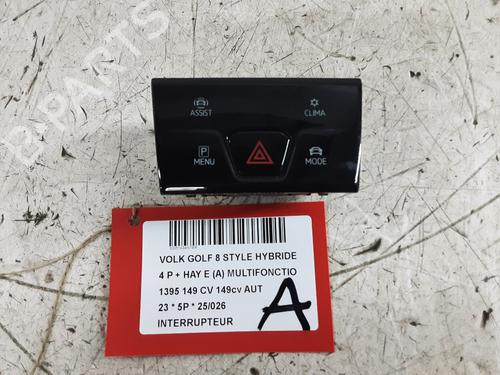 ASSIST
CLIMA
P
MENU
MODE
VOLK GOLF 8 STYLE HYBRIDE
4 P + HAY E (A) MULTIFONCTIO
1395 149 CV 149cv AUT
23 * 5P * 25/026
INTERRUPTEUR
A